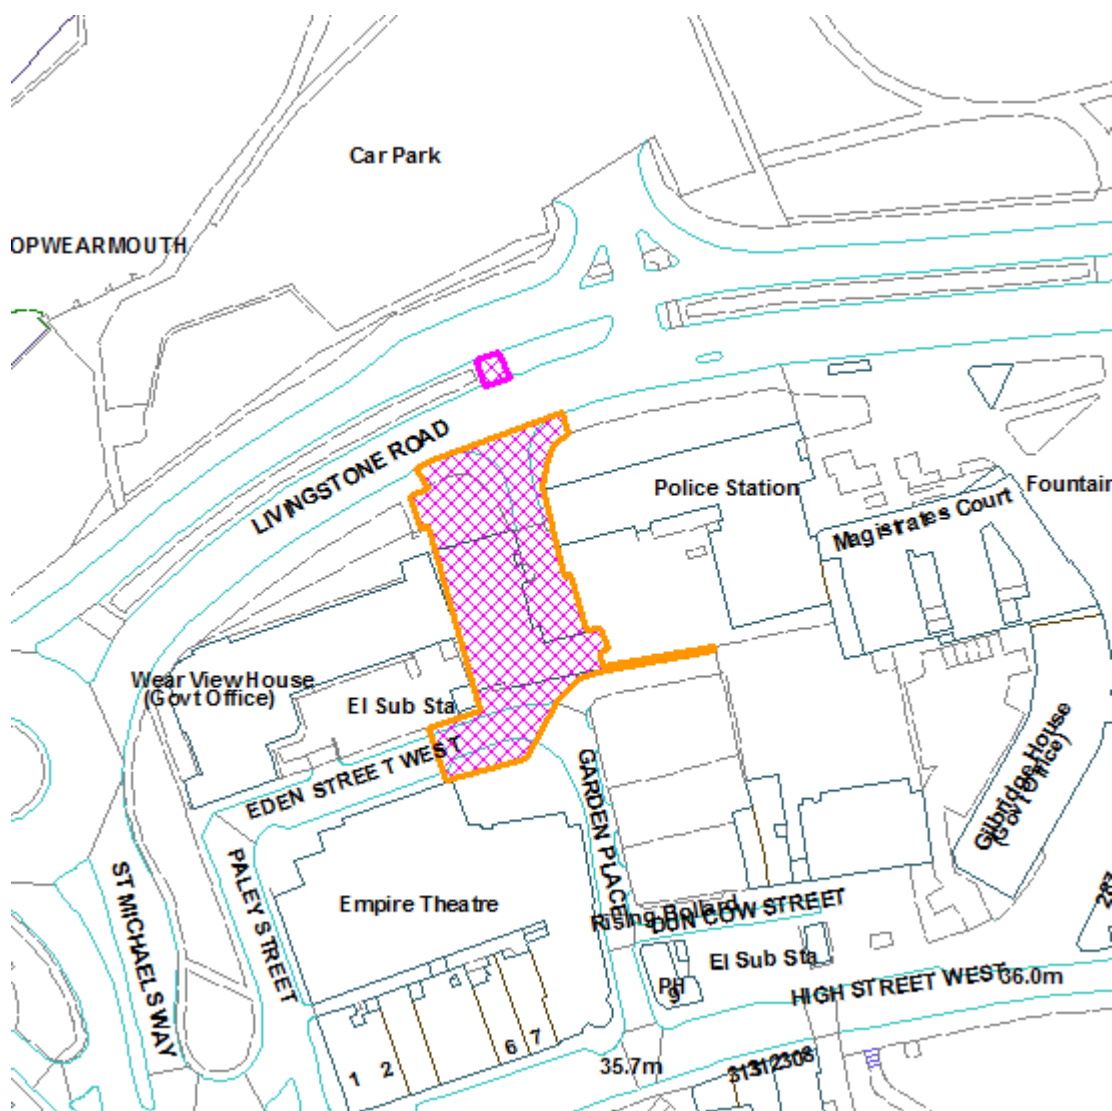 Car Park
OPWEARMOUTH
LIVINGSTONE ROAD
Police Station
Fountain
Magistrates Court
Wear View House
(Govt Office)
El Sub Sta
EDEN STREET WEST
GARDEN PLACE
Gilbridge House
(Govt Office)
ST MICHAELS WAY
PALEY STREET
Empire Theatre
Rising Bollard
DUN COW STREET
287
El Sub Sta
PH
9
HIGH STREET WEST
36.0m
1
2
6
7
35.7m